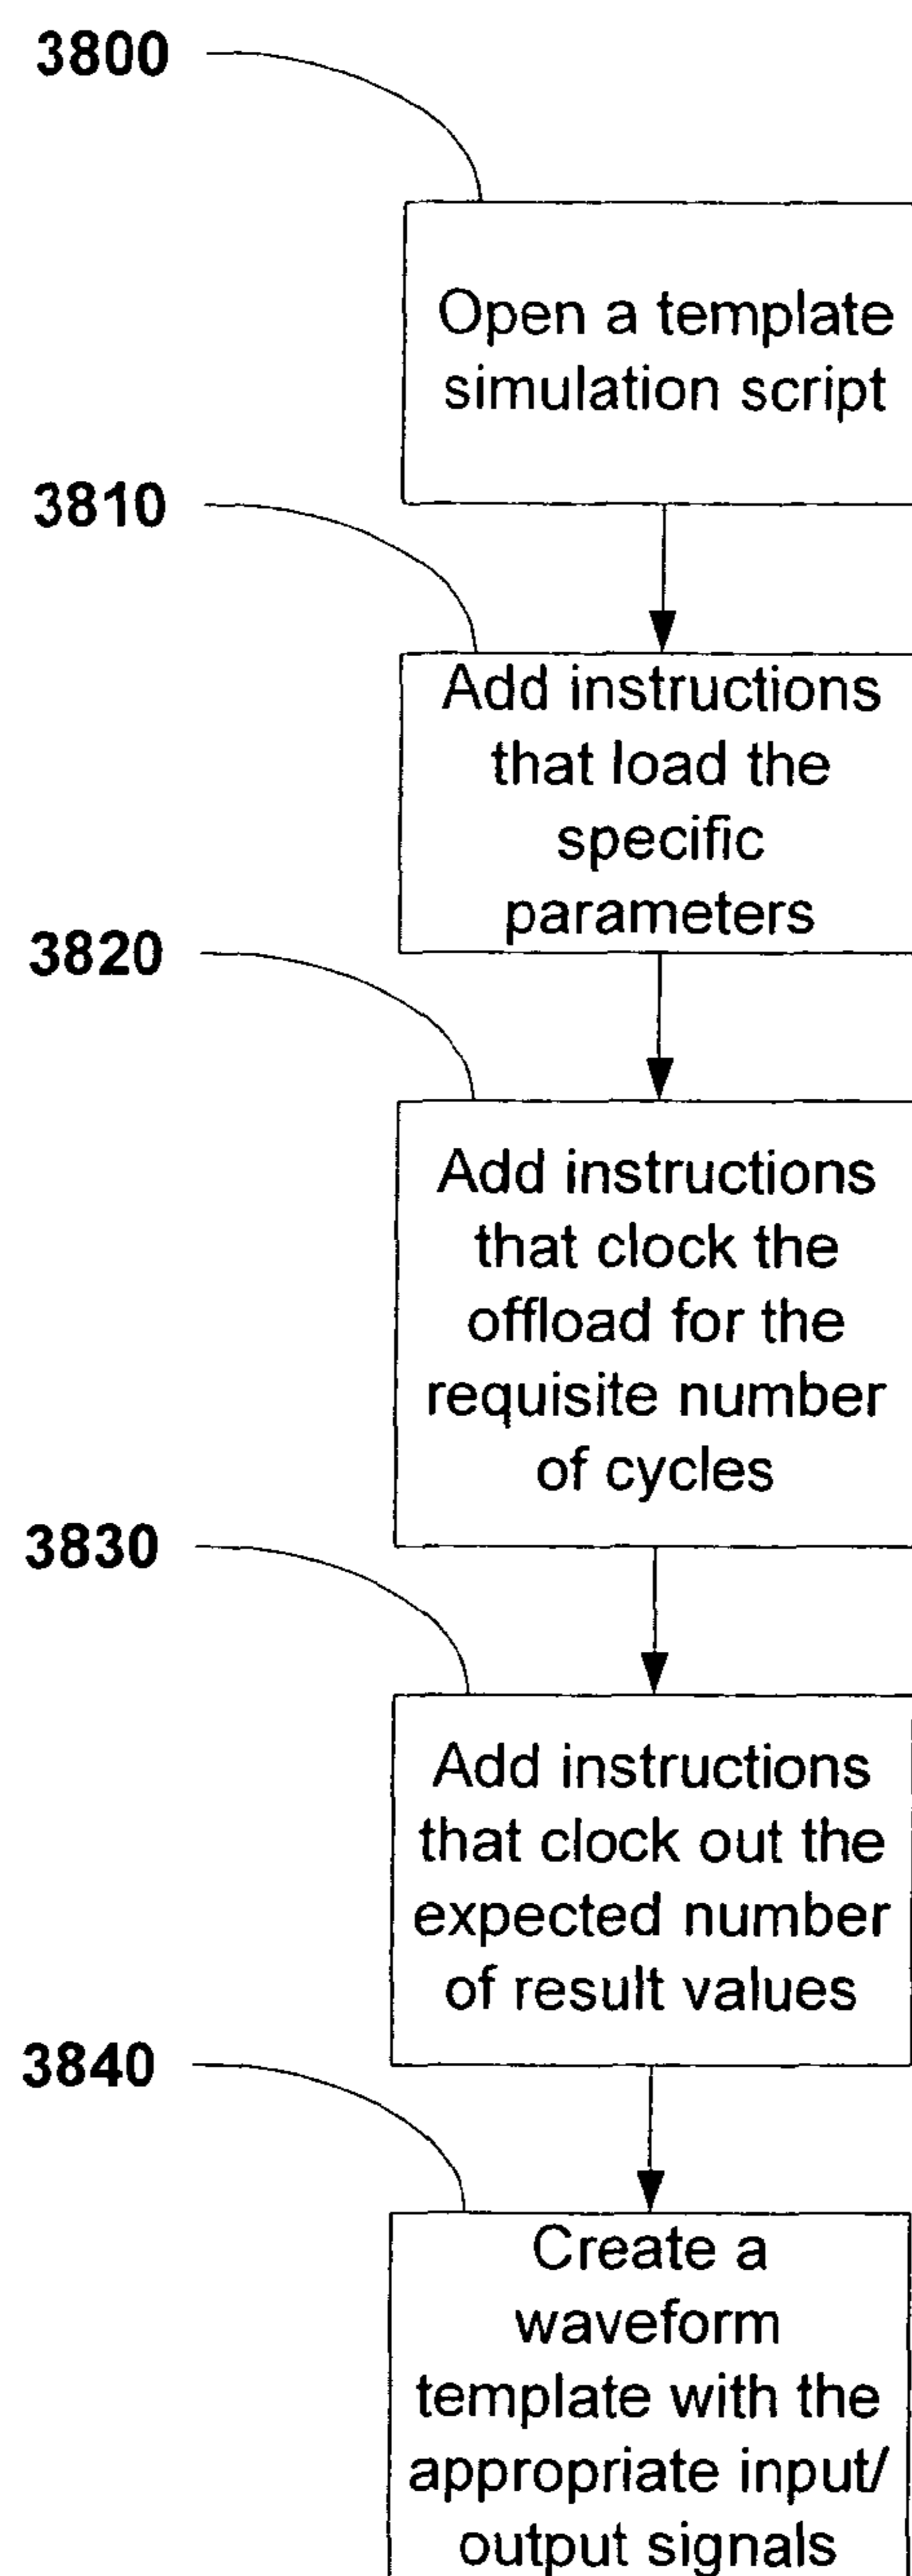 3800
Open a template
simulation script
3810
Add instructions
that load the
specific
parameters
3820
Add instructions
that clock the
offload for the
requisite number
of cycles
3830
Add instructions
that clock out the
expected number
of result values
3840
Create a
waveform
template with the
appropriate input/
output signals